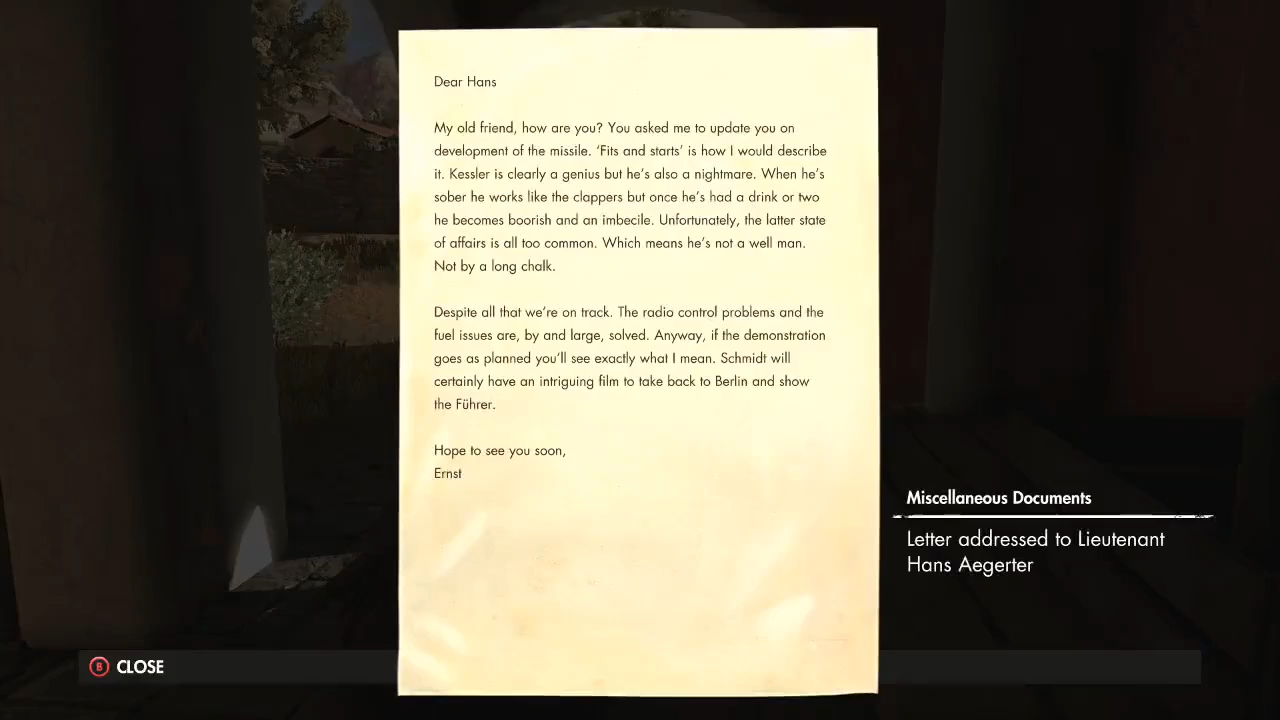 Dear Hans
My old friend, how are you? You asked me to update you on
development of the missile. ‘Fits and starts’ is how I would describe
it. Kessler is clearly a genius but he’s also a nightmare. When he’s
sober he works like the clappers but once he’s had a drink or two
he becomes boorish and an imbecile. Unfortunately, the latter state
of affairs is all too common. Which means he’s not a well man.
Not by a long chalk.
Despite all that we’re on track. The radio control problems and the
fuel issues are, by and large, solved. Anyway, if the demonstration
goes as planned you’ll see exactly what I mean. Schmidt will
certainly have an intriguing film to take back to Berlin and show
the Führer.
Hope to see you soon,
Ernst
Miscellaneous Documents
Letter addressed to Lieutenant
Hans Aegerter
B CLOSE